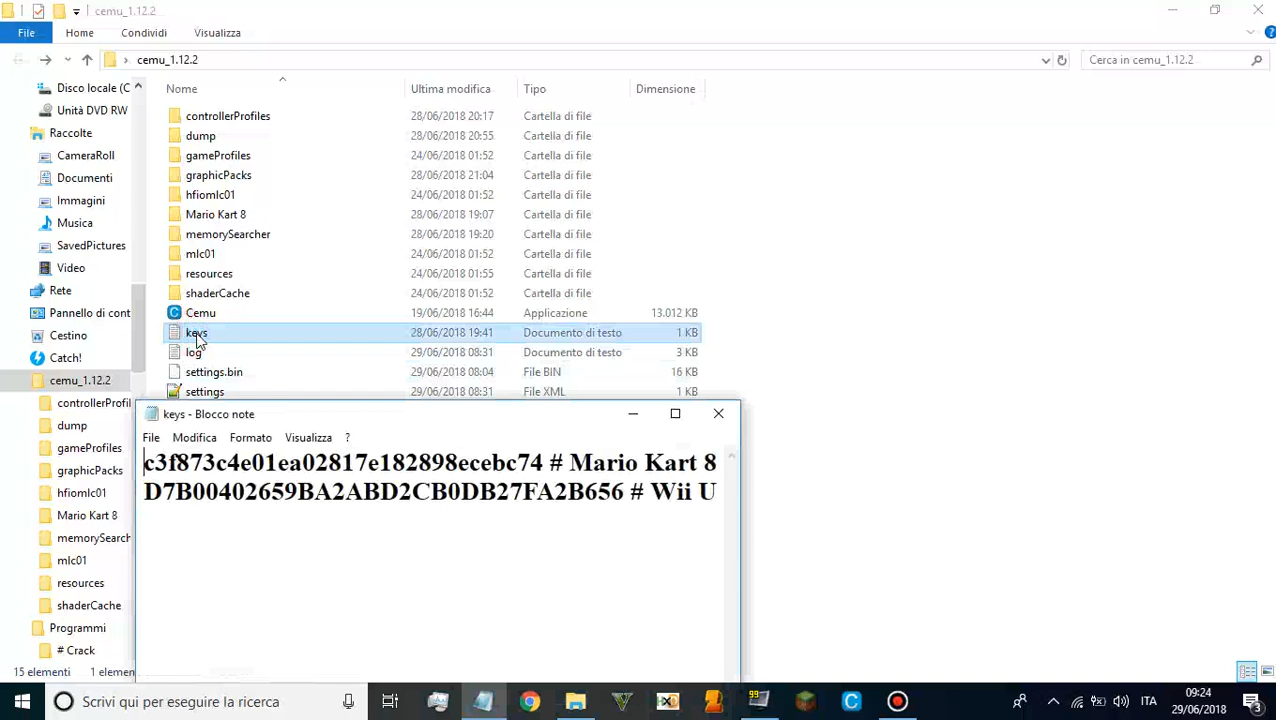 cemu_1.12.2
File Home Condividi Visualizza
cemu_1.12.2
Cerca in cemu_1.12.2
Disco locale (C
Unità DVD RW
Raccolte
CameraRoll
Documenti
Immagini
Musica
SavedPictures
Video
Rete
Pannello di cont
Cestino
Catch!
cemu_1.12.2
controllerProfil
dump
gameProfiles
graphicPacks
hfiomlc01
Mario Kart 8
memorySearch
mlc01
resources
shaderCache
Programmi
# Crack
Nome Ultima modifica Tipo Dimensione
controllerProfiles 28/06/2018 20:17 Cartella di file
dump 28/06/2018 20:55 Cartella di file
gameProfiles 24/06/2018 01:52 Cartella di file
graphicPacks 28/06/2018 21:04 Cartella di file
hfiomlc01 24/06/2018 01:52 Cartella di file
Mario Kart 8 28/06/2018 19:07 Cartella di file
memorySearcher 28/06/2018 19:20 Cartella di file
mlc01 24/06/2018 01:52 Cartella di file
resources 24/06/2018 01:55 Cartella di file
shaderCache 24/06/2018 01:52 Cartella di file
Cemu 19/06/2018 16:44 Applicazione 13.012 KB
keys 28/06/2018 19:41 Documento di testo 1 KB
log 29/06/2018 08:31 Documento di testo 3 KB
settings.bin 29/06/2018 08:04 File BIN 16 KB
settings 29/06/2018 08:31 File XML 1 KB
keys - Blocco note
File Modifica Formato Visualizza ?
c3f873c4e01ea02817e182898ecebc74 # Mario Kart 8
D7B00402659BA2ABD2CB0DB27FA2B656 # Wii U
15 elementi 1 elemen
Scrivi qui per eseguire la ricerca
99
ITA
09:24
29/06/2018
3